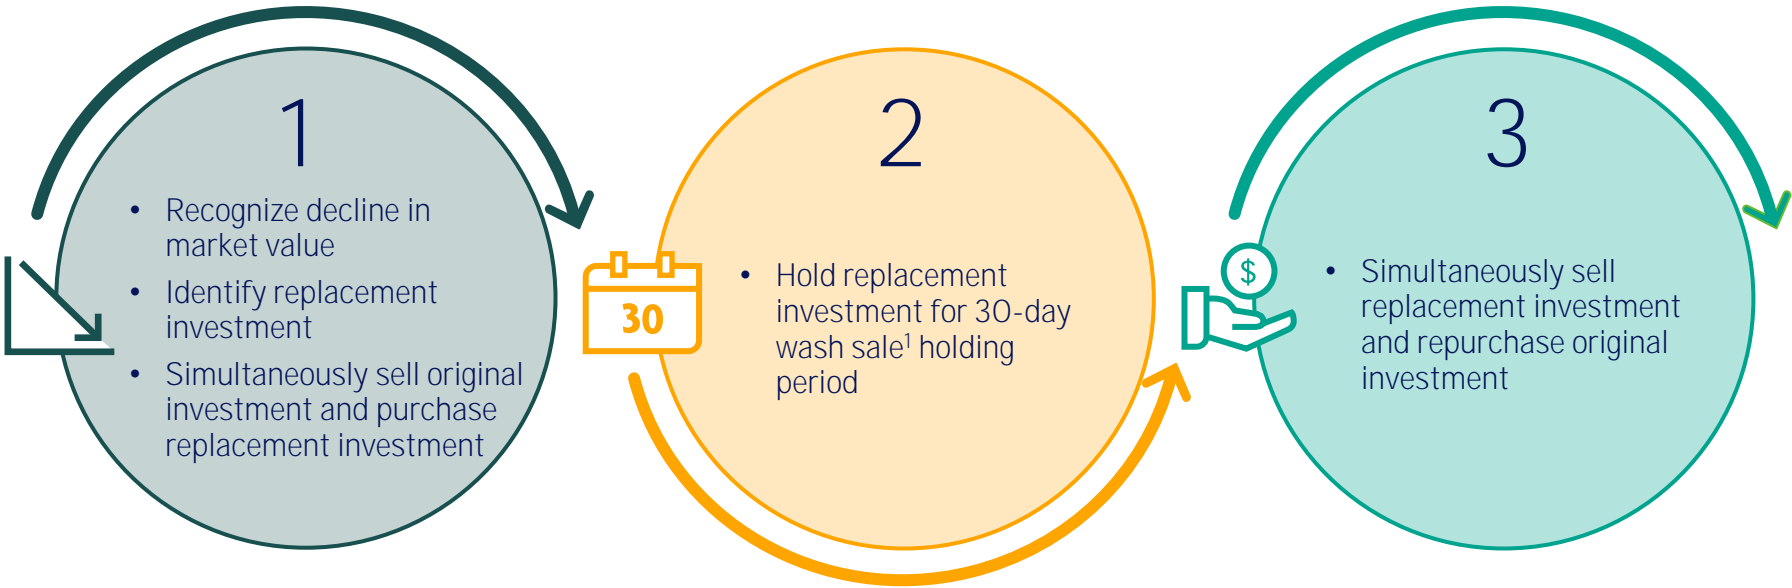 1
• Recognize decline in
market value
• Identify replacement
investment
• Simultaneously sell original
investment and purchase
replacement investment
30
2
• Hold replacement
investment for 30-day
wash sale¹ holding
period
$
3
• Simultaneously sell
replacement investment
and repurchase original
investment